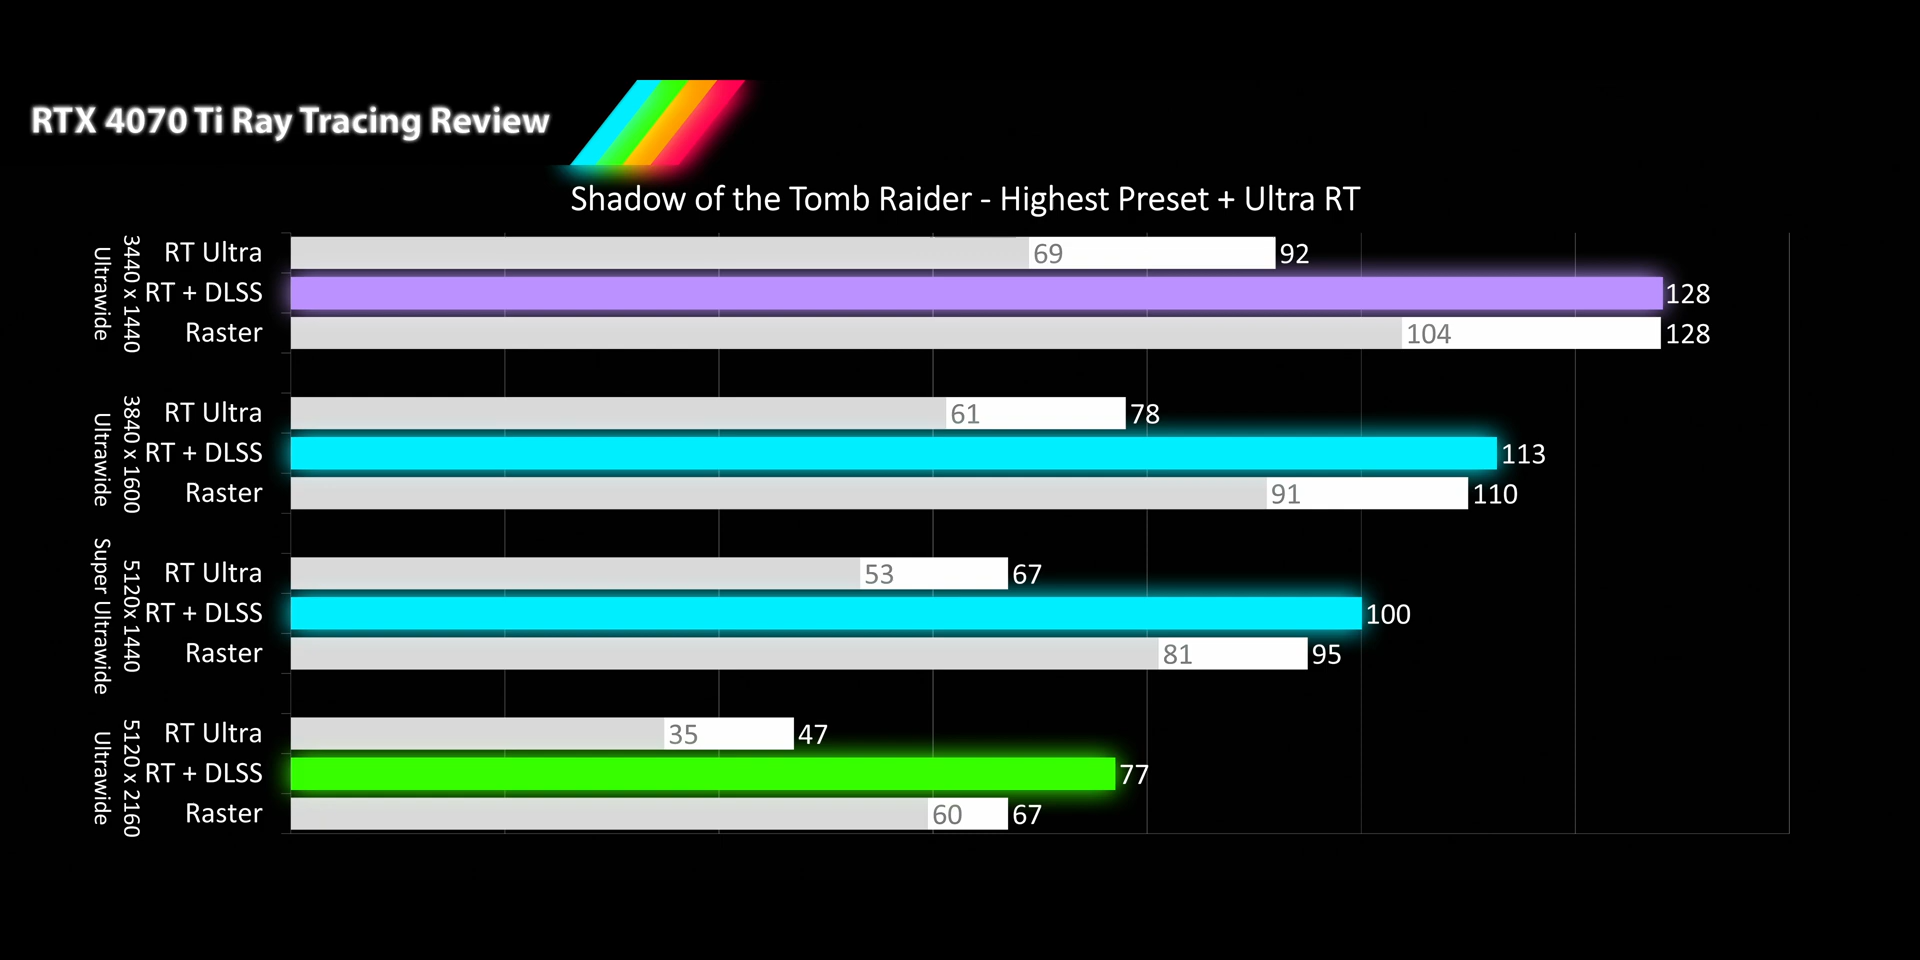 RTX 4070 Ti Ray Tracing Review
Shadow of the Tomb Raider - Highest Preset + Ultra RT
3440 x 1440
Ultrawide
RT Ultra
69
92
RT + DLSS
128
Raster
104
128
3840 x 1600
Ultrawide
RT Ultra
61
78
RT + DLSS
113
Raster
91
110
5120x 1440
Super Ultrawide
RT Ultra
53
67
RT + DLSS
100
Raster
81
95
5120 x 2160
Ultrawide
RT Ultra
35
47
RT + DLSS
77
Raster
60
67